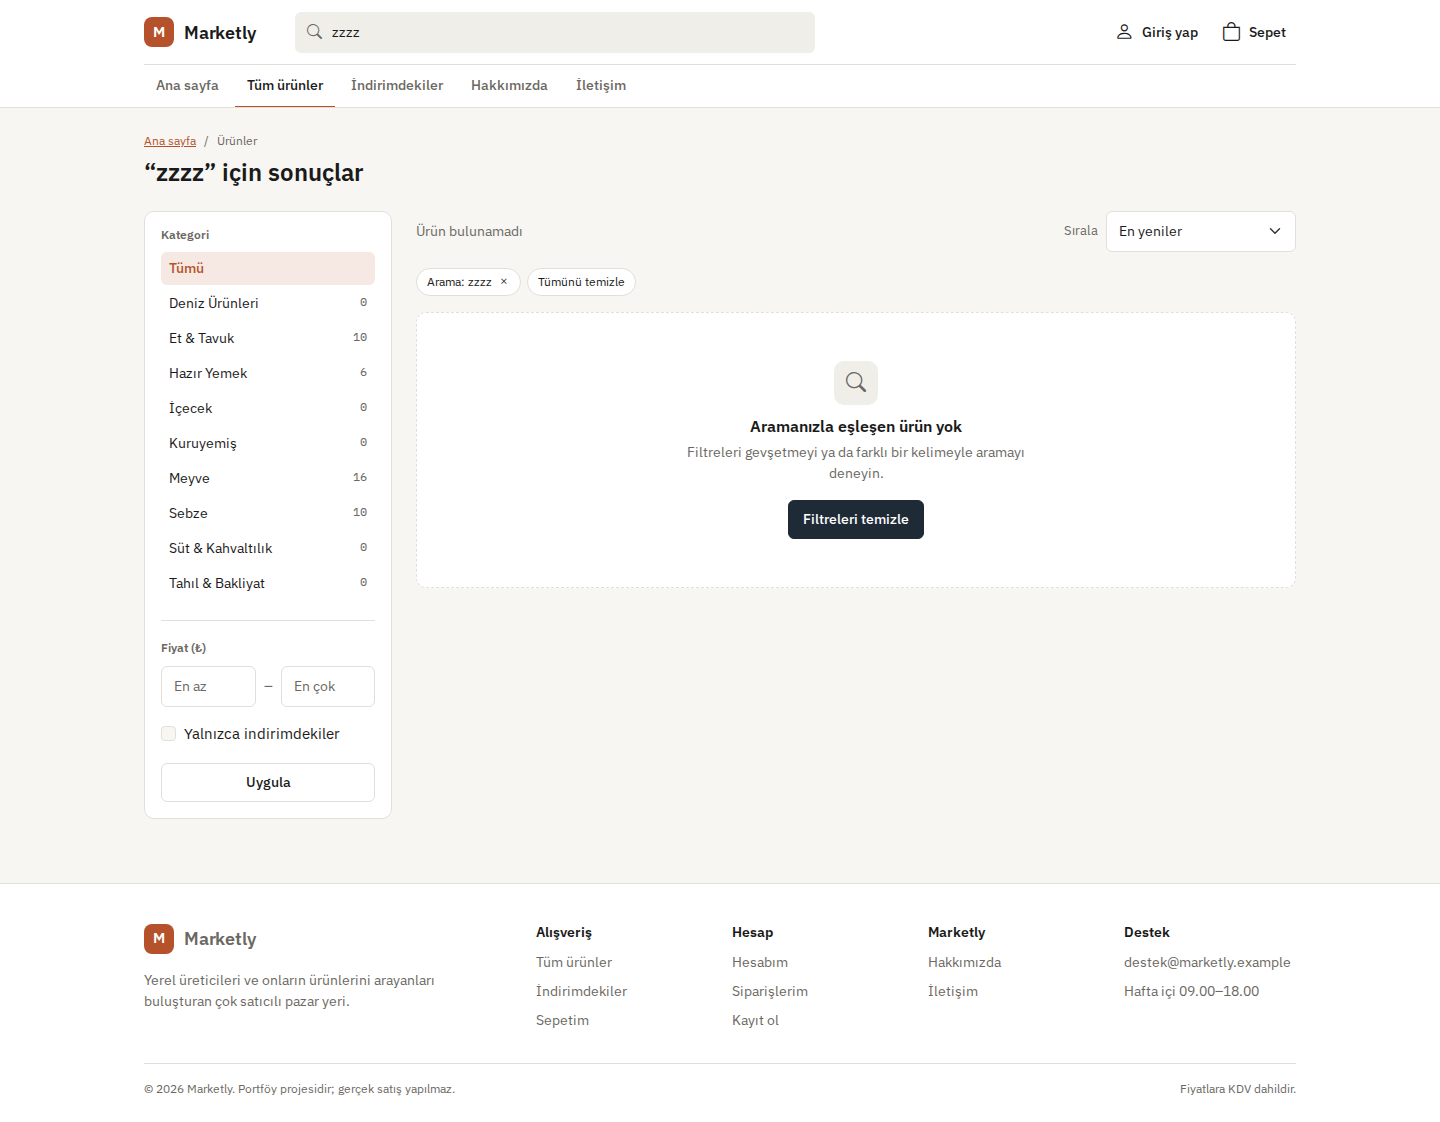 M Marketly
zzzz
Giriş yap
Sepet
Ana sayfa
Tüm ürünler
İndirimdekiler
Hakkımızda
İletişim
Ana sayfa / Ürünler
“zzzz” için sonuçlar
Kategori
Tümü
Deniz Ürünleri 0
Et & Tavuk 10
Hazır Yemek 6
İçecek 0
Kuruyemiş 0
Meyve 16
Sebze 10
Süt & Kahvaltılık 0
Tahıl & Bakliyat 0
Fiyat (₺)
En az – En çok
Yalnızca indirimdekiler
Uygula
Ürün bulunamadı
Sırala En yeniler
Arama: zzzz × Tümünü temizle
Aramanızla eşleşen ürün yok
Filtreleri gevşetmeyi ya da farklı bir kelimeyle aramayı
deneyin.
Filtreleri temizle
M Marketly
Yerel üreticileri ve onların ürünlerini arayanları
buluşturan çok satıcılı pazar yeri.
Alışveriş
Tüm ürünler
İndirimdekiler
Sepetim
Hesap
Hesabım
Siparişlerim
Kayıt ol
Marketly
Hakkımızda
İletişim
Destek
destek@marketly.example
Hafta içi 09.00–18.00
© 2026 Marketly. Portföy projesidir; gerçek satış yapılmaz.
Fiyatlara KDV dahildir.